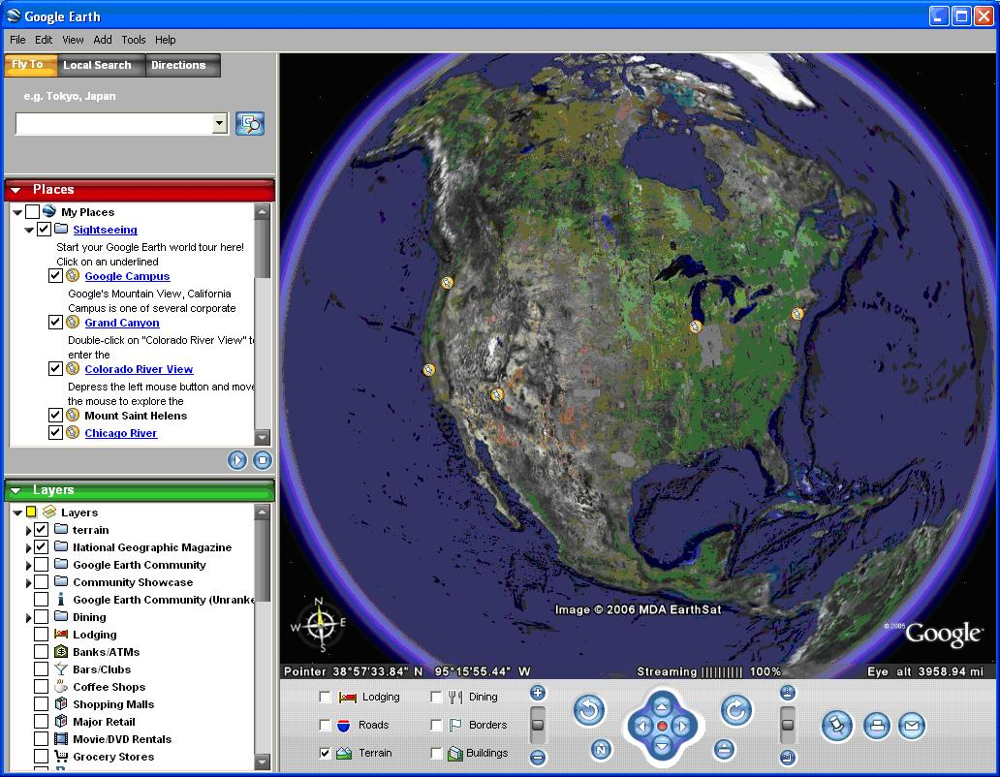 Google Earth
File Edit View Add Tools Help
Fly To Local Search Directions
e.g. Tokyo, Japan
Places
My Places
Sightseeing
Start your Google Earth world tour here!
Click on an underlined
Google Campus
Google's Mountain View, California
Campus is one of several corporate
Grand Canyon
Double-click on "Colorado River View" t
enter the
Colorado River View
Depress the left mouse button and move
the mouse to explore the
Mount Saint Helens
Chicago River
Layers
Layers
terrain
National Geographic Magazine
Google Earth Community
Community Showcase
Google Earth Community (Unranke
Dining
Lodging
Banks/ATMs
Bars/Clubs
Coffee Shops
Shopping Malls
Major Retail
Movie/DVD Rentals
Grocery Stores
N
W E
S
Image © 2006 MDA EarthSat
© 2005 Google
Pointer 38°57'33.84" N 95°15'55.44" W Streaming |||||||||| 100% Eye alt 3958.94 mi
Lodging Dining
Roads Borders
Terrain Buildings
N